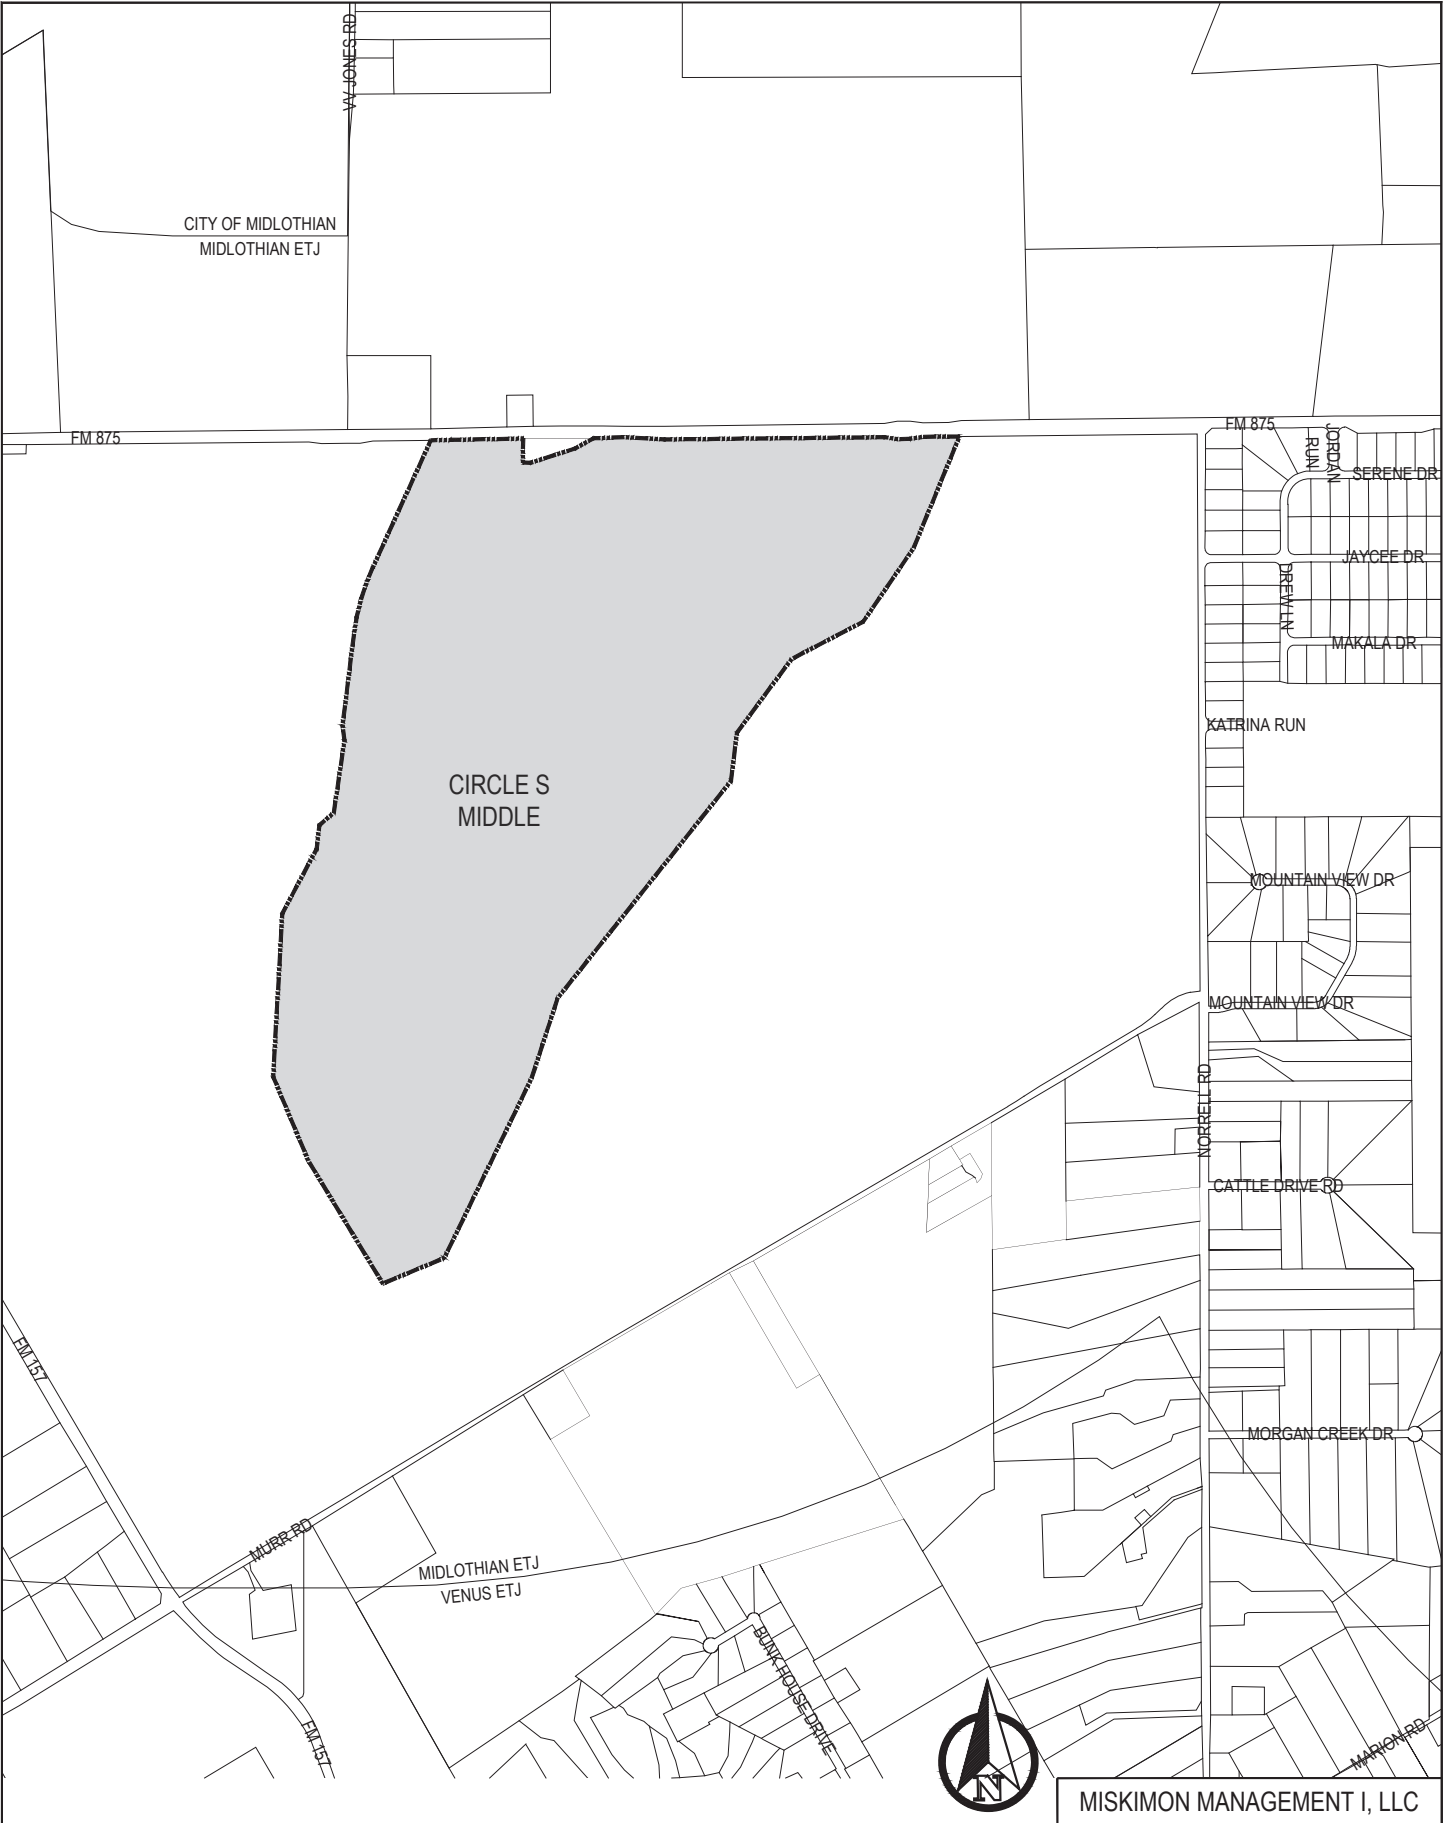 VV JONES RD
CITY OF MIDLOTHIAN
MIDLOTHIAN ETJ
FM 875
FM 875
JORDAN
RUN
SERENE DR
JAYCEE DR
DREW LN
MAKALA DR
KATRINA RUN
CIRCLE S
MIDDLE
MOUNTAIN VIEW DR
MOUNTAIN VIEW DR
NORRELL RD
CATTLE DRIVE RD
FM 157
MORGAN CREEK DR
MURR RD
MIDLOTHIAN ETJ
VENUS ETJ
BUNK HOUSE DRIVE
FM 157
MARION RD
N
MISKIMON MANAGEMENT I, LLC